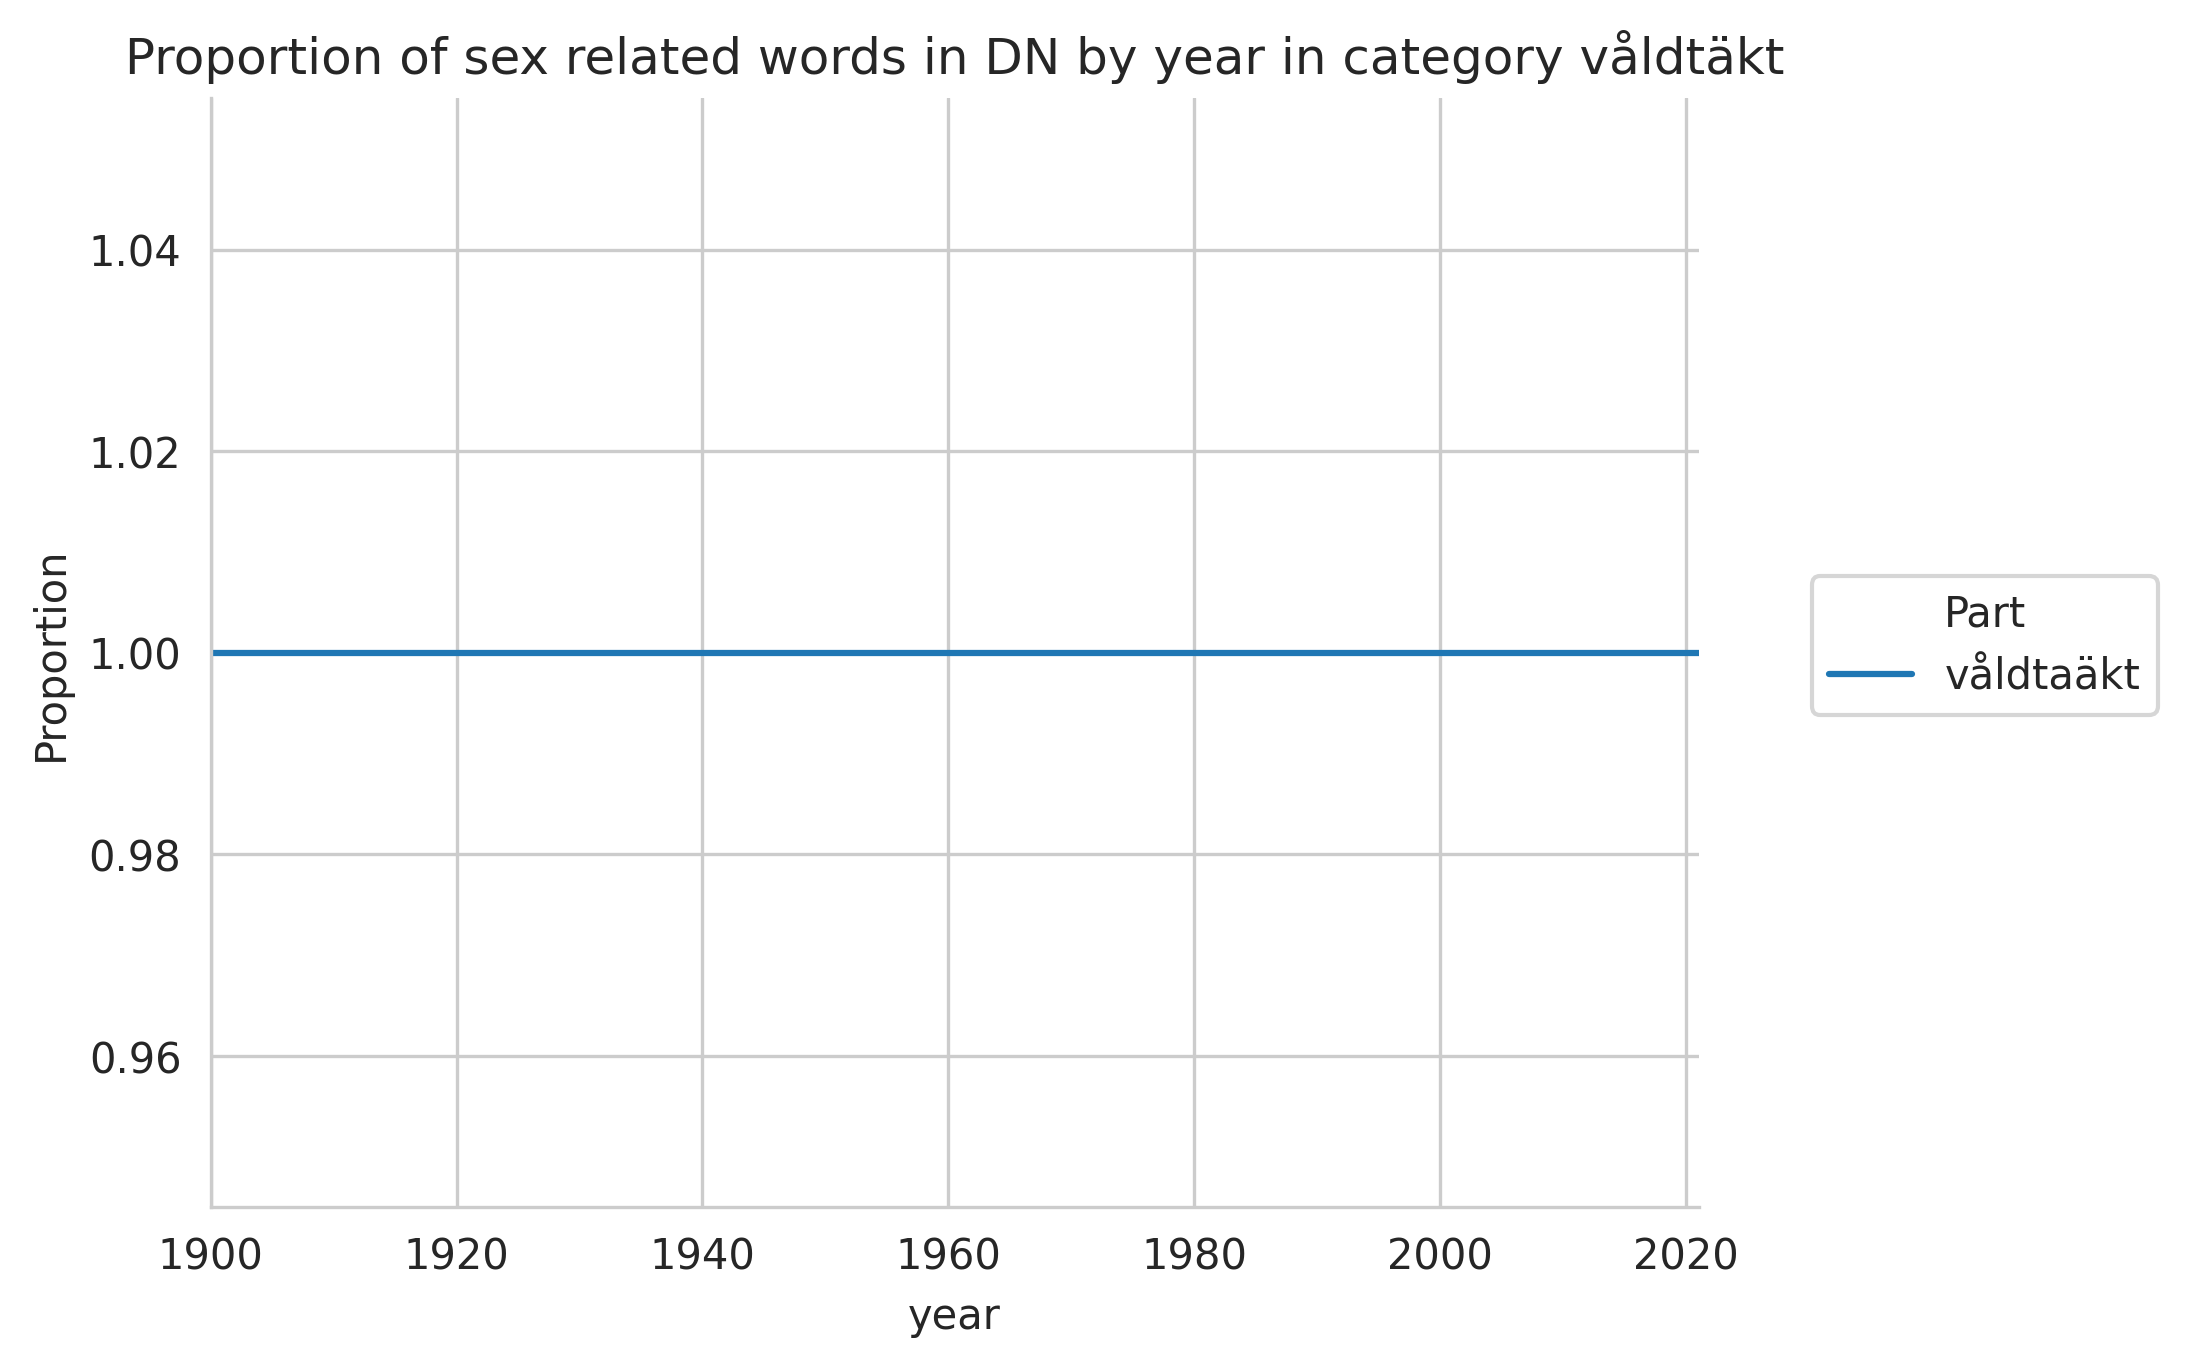 Proportion of sex related words in DN by year in category våldtäkt
1.04
1.02
1.00
0.98
0.96
Proportion
1900 1920 1940 1960 1980 2000 2020
year
Part
våldtaäkt